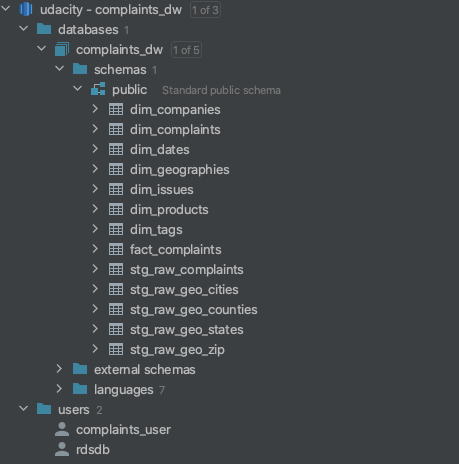 udacity - complaints_dw 1 of 3
databases 1
complaints_dw 1 of 5
schemas 1
public Standard public schema
dim_companies
dim_complaints
dim_dates
dim_geographies
dim_issues
dim_products
dim_tags
fact_complaints
stg_raw_complaints
stg_raw_geo_cities
stg_raw_geo_counties
stg_raw_geo_states
stg_raw_geo_zip
external schemas
languages 7
users 2
complaints_user
rdsdb